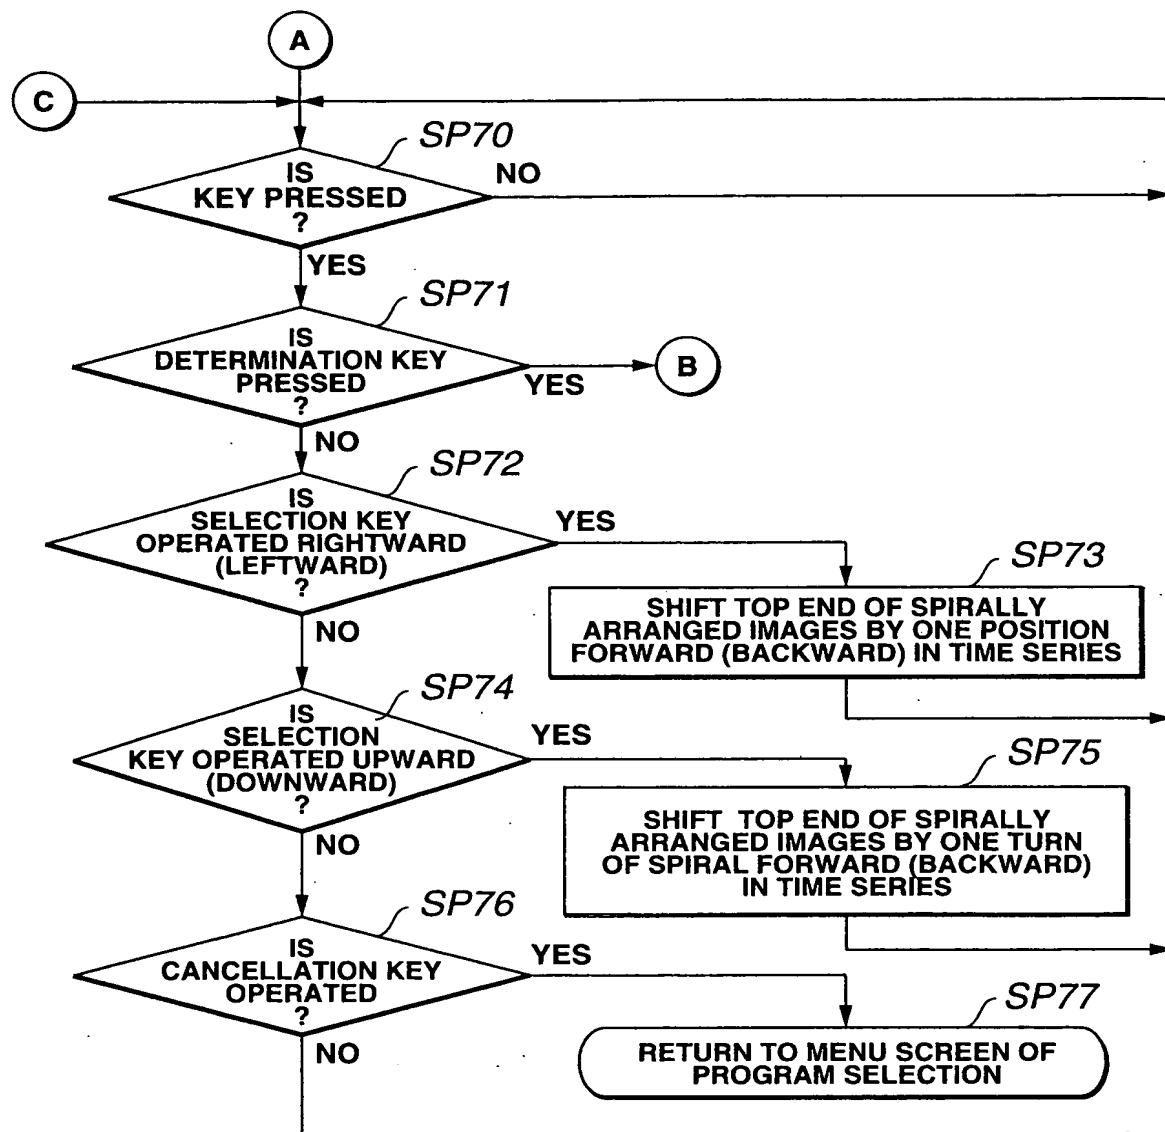 A
C
SP70
IS
KEY PRESSED
?
NO
YES
SP71
IS
DETERMINATION KEY
PRESSED
?
YES
B
NO
SP72
IS
SELECTION KEY
OPERATED RIGHTWARD
(LEFTWARD)
?
YES
NO
SP73
SHIFT TOP END OF SPIRALLY
ARRANGED IMAGES BY ONE POSITION
FORWARD (BACKWARD) IN TIME SERIES
SP74
IS
SELECTION
KEY OPERATED UPWARD
(DOWNWARD)
?
YES
NO
SP75
SHIFT TOP END OF SPIRALLY
ARRANGED IMAGES BY ONE TURN
OF SPIRAL FORWARD (BACKWARD)
IN TIME SERIES
SP76
IS
CANCELLATION KEY
OPERATED
?
YES
NO
SP77
RETURN TO MENU SCREEN OF
PROGRAM SELECTION